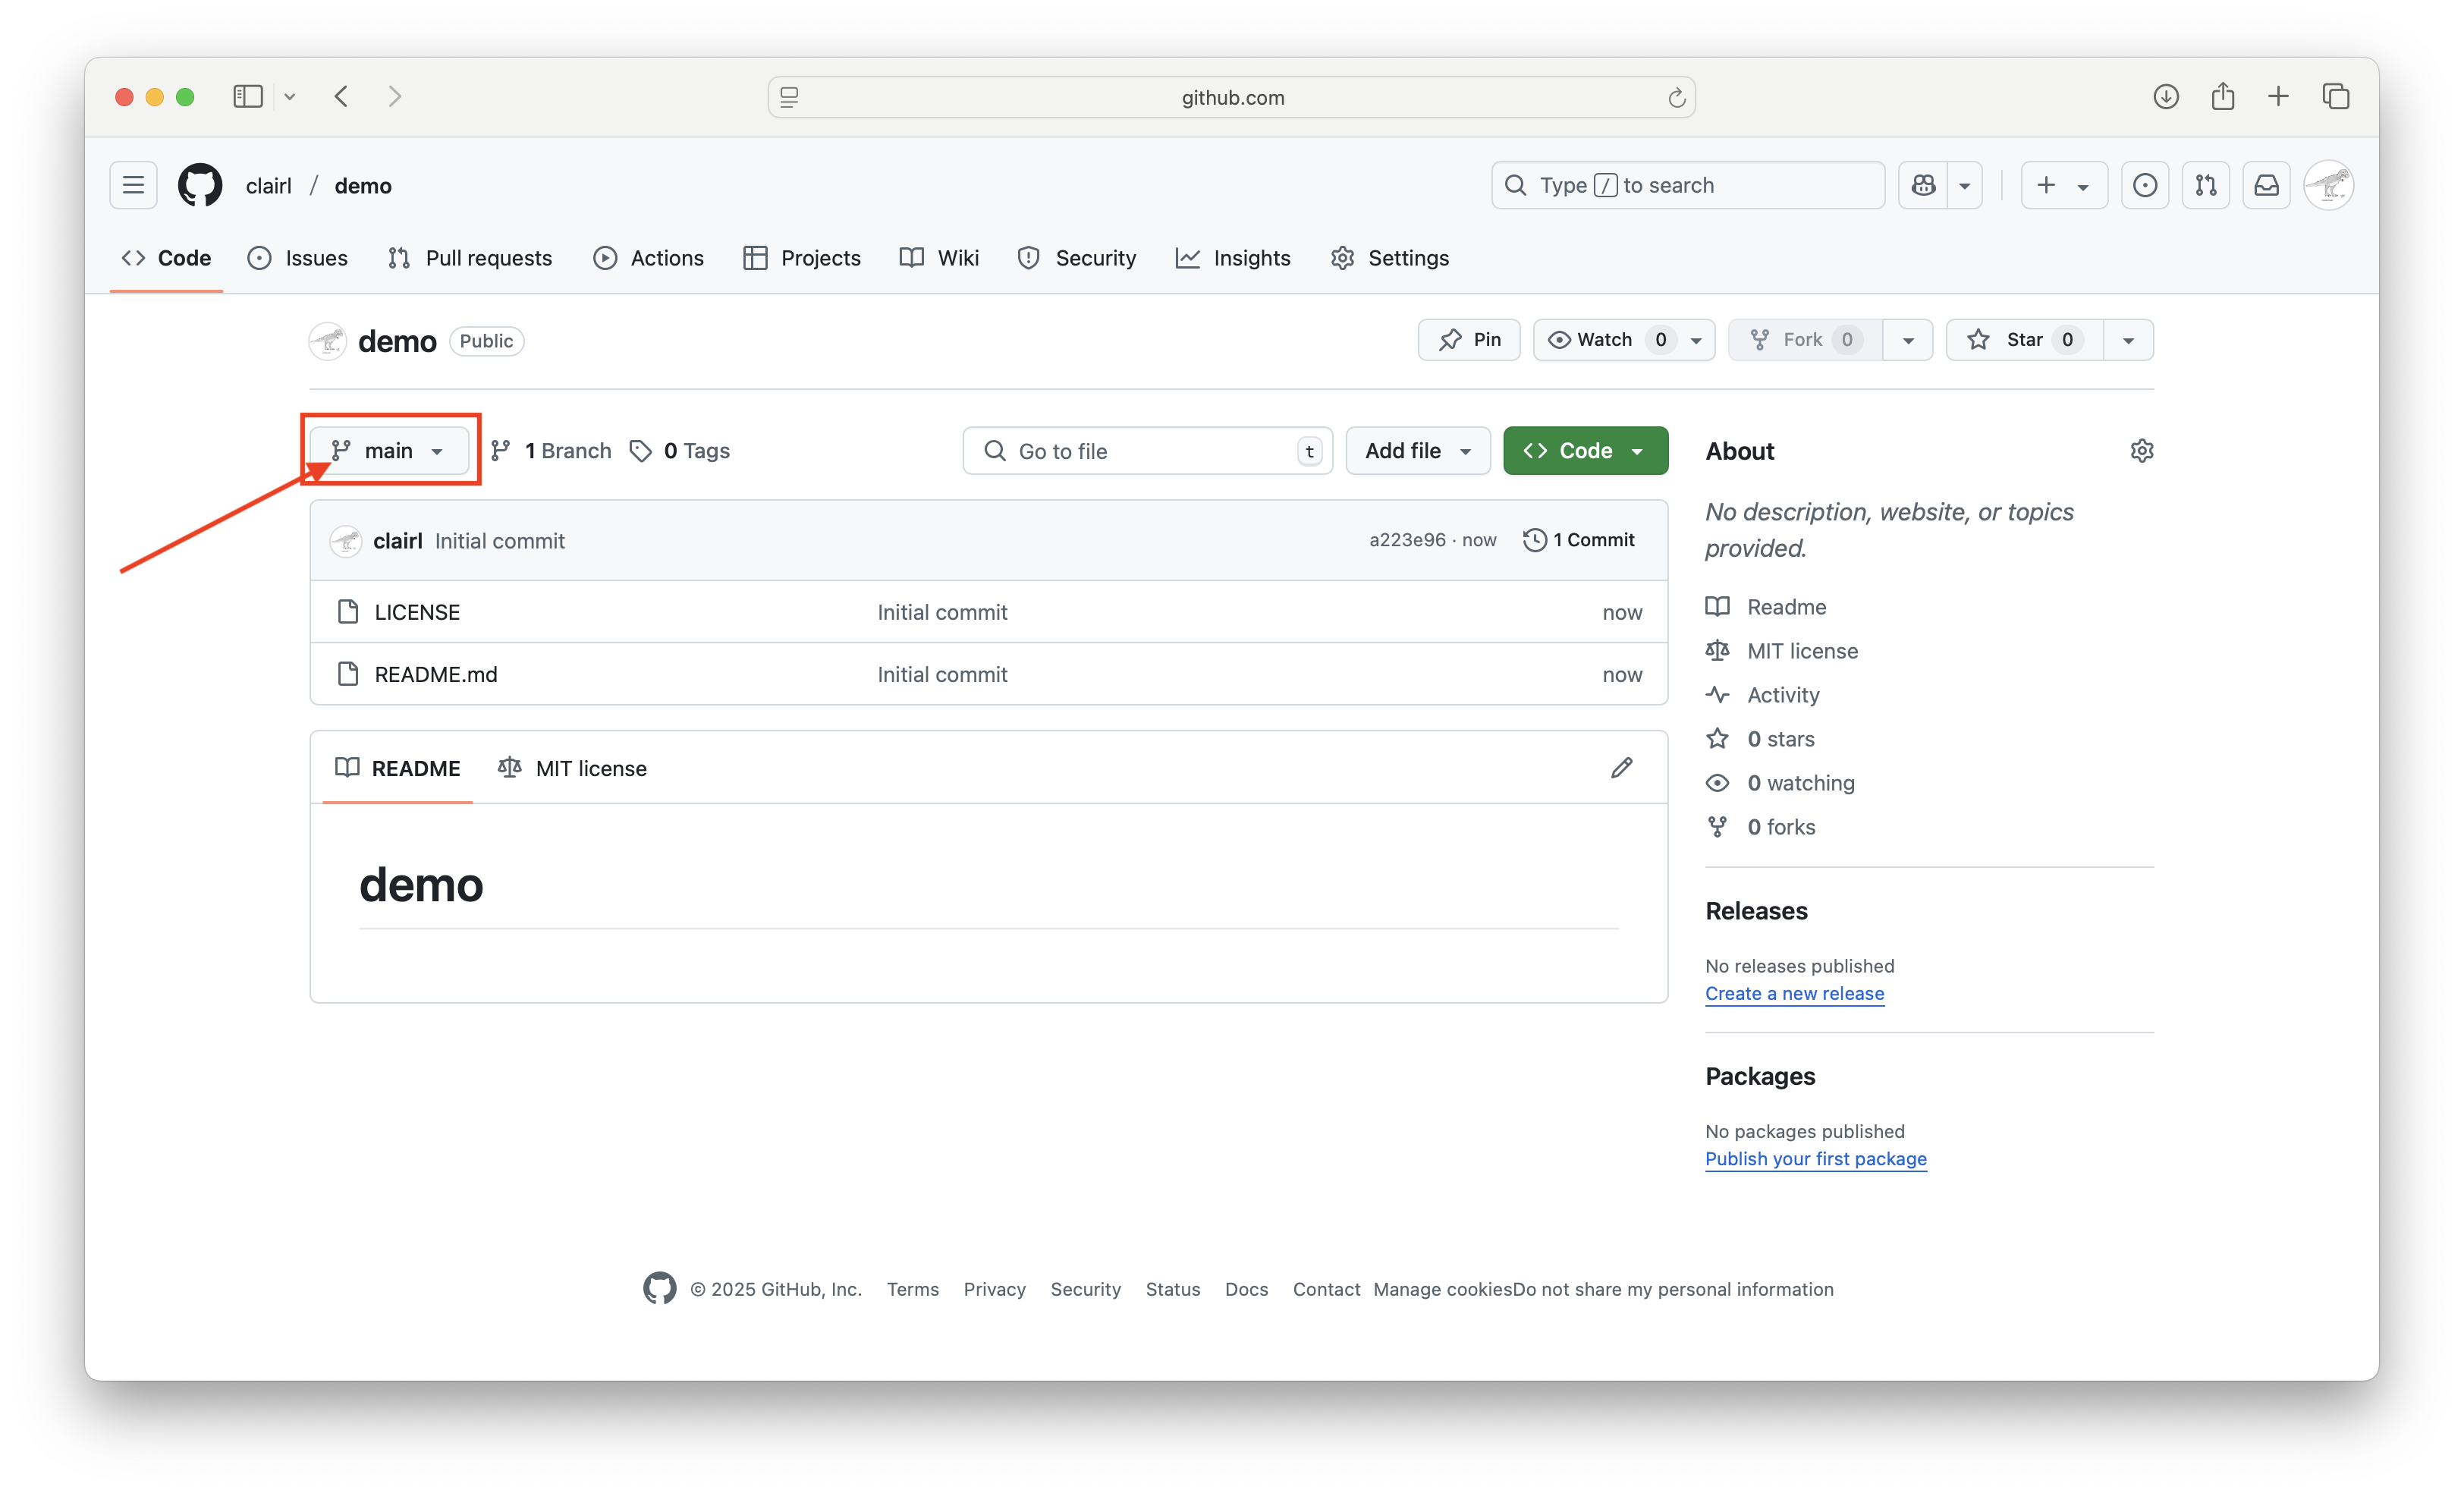 github.com
clairl / demo
Type / to search
Code Issues Pull requests Actions Projects Wiki Security Insights Settings
demo Public
Pin Watch 0 Fork 0 Star 0
main 1 Branch 0 Tags
Go to file t Add file Code
clairl Initial commit a223e96 · now 1 Commit
LICENSE Initial commit now
README.md Initial commit now
README MIT license
demo
About
No description, website, or topics
provided.
Readme
MIT license
Activity
0 stars
0 watching
0 forks
Releases
No releases published
Create a new release
Packages
No packages published
Publish your first package
© 2025 GitHub, Inc. Terms Privacy Security Status Docs Contact Manage cookiesDo not share my personal information